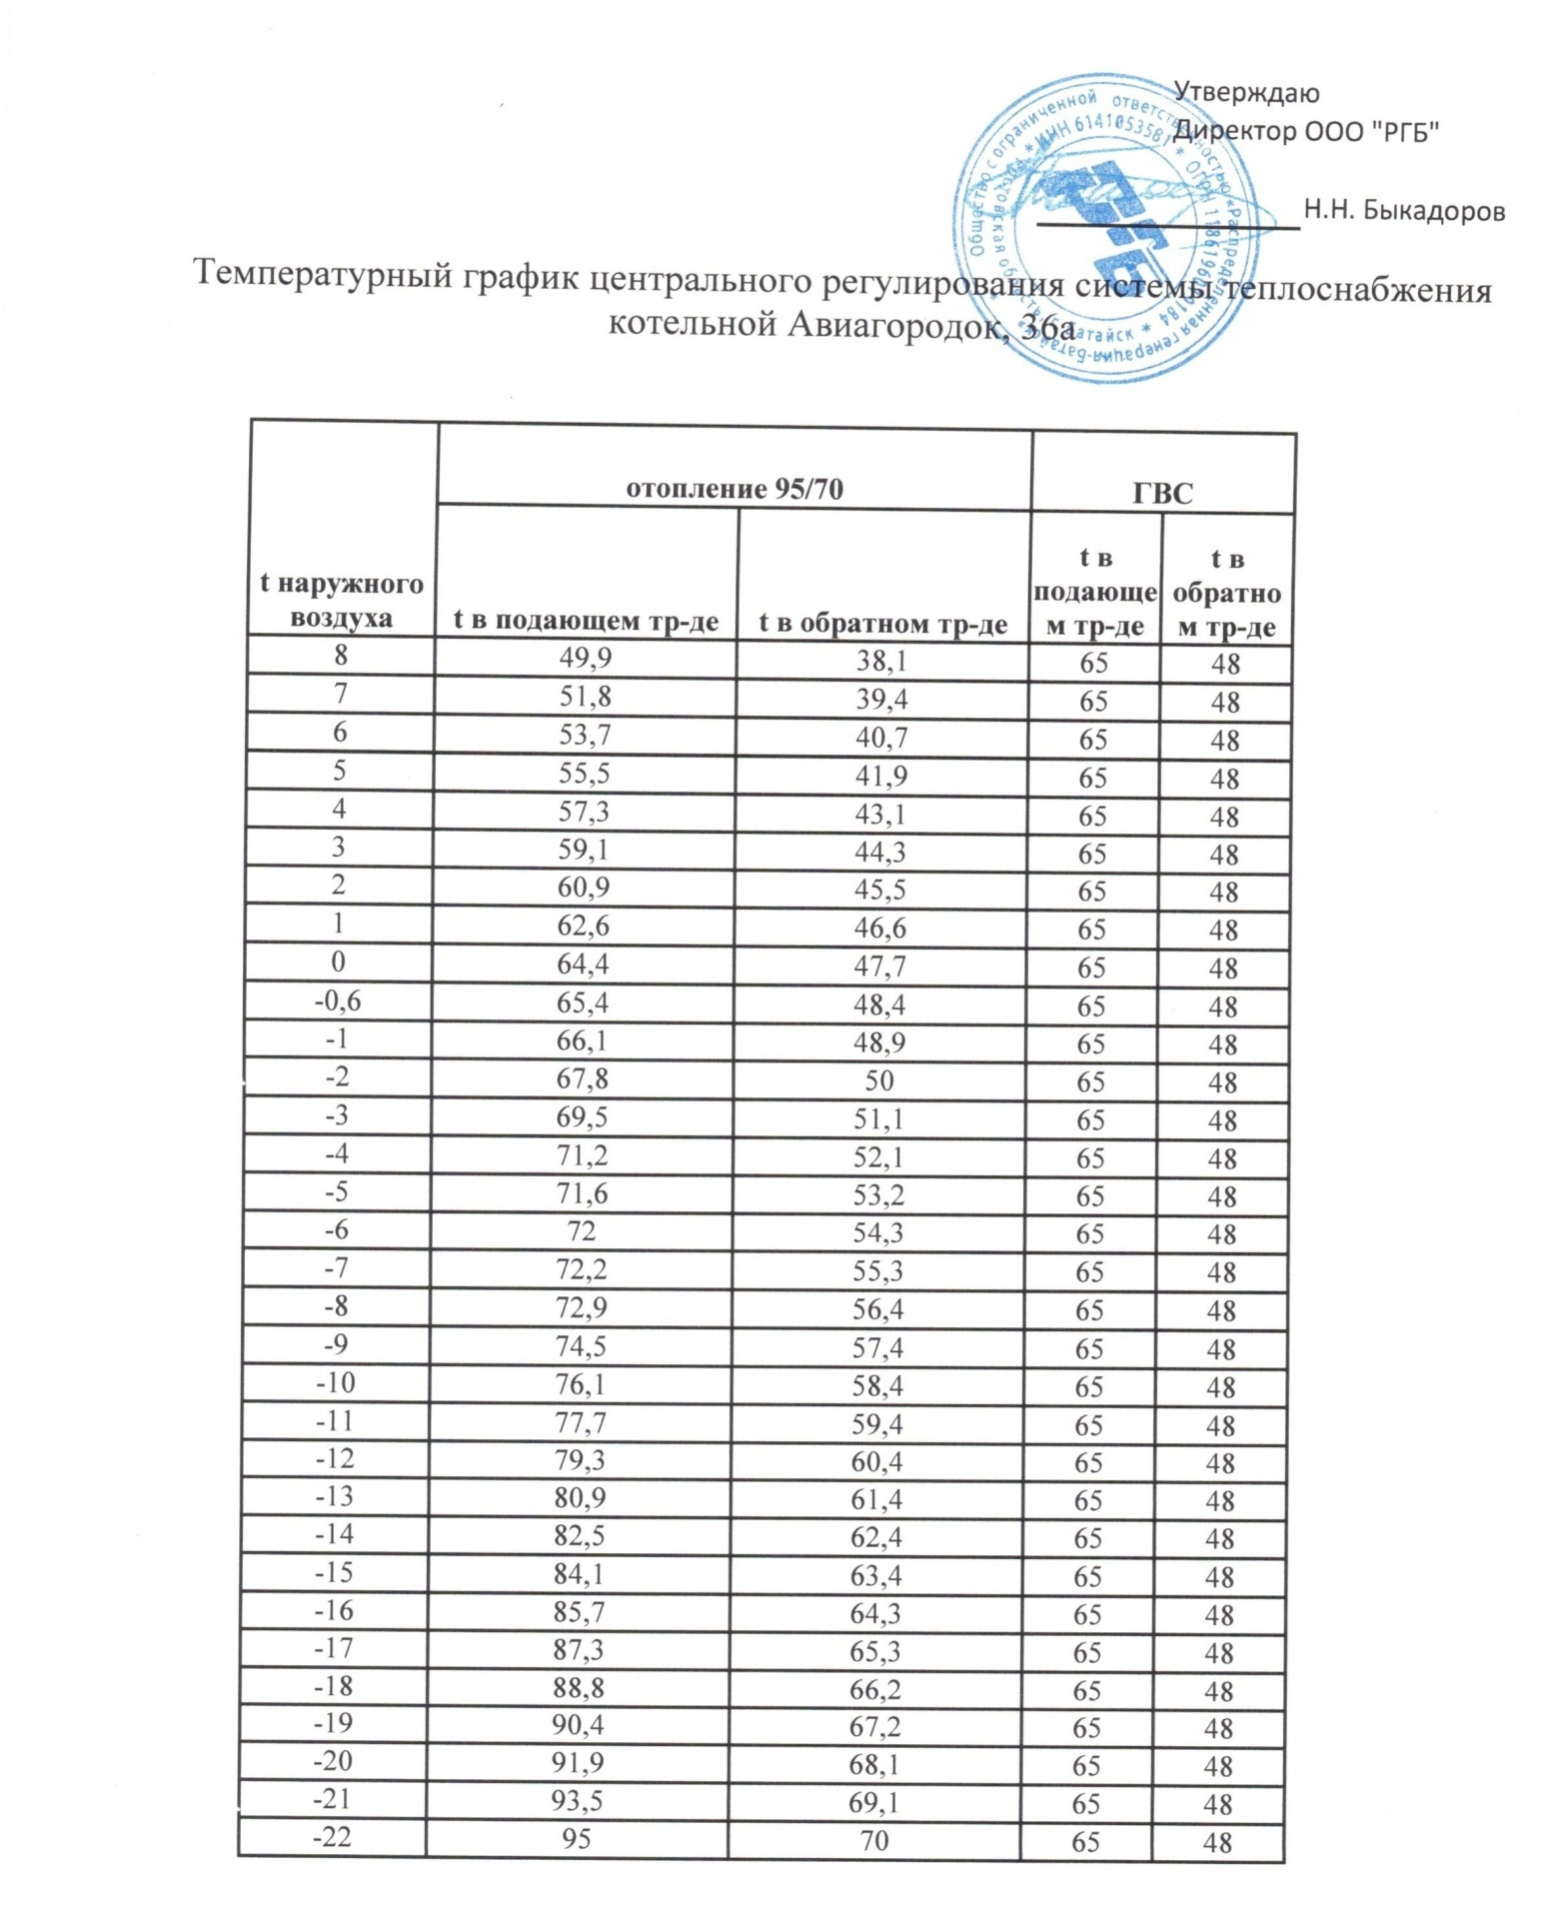 Утверждаю
Директор ООО "РГБ"
Н.Н. Быкадоров
Общество с ограниченной ответственностью «Распределенная генерация-Батайск»
* ИНН 6141053581 * ОГРН
область г. Батайск *
Температурный график центрального регулирования системы теплоснабжения
котельной Авиагородок, 36а
t наружного воздуха отопление 95/70 ГВС
t в подающем тр-де t в обратном тр-де t в подающе м тр-де t в обратно м тр-де
8 49,9 38,1 65 48
7 51,8 39,4 65 48
6 53,7 40,7 65 48
5 55,5 41,9 65 48
4 57,3 43,1 65 48
3 59,1 44,3 65 48
2 60,9 45,5 65 48
1 62,6 46,6 65 48
0 64,4 47,7 65 48
-0,6 65,4 48,4 65 48
-1 66,1 48,9 65 48
-2 67,8 50 65 48
-3 69,5 51,1 65 48
-4 71,2 52,1 65 48
-5 71,6 53,2 65 48
-6 72 54,3 65 48
-7 72,2 55,3 65 48
-8 72,9 56,4 65 48
-9 74,5 57,4 65 48
-10 76,1 58,4 65 48
-11 77,7 59,4 65 48
-12 79,3 60,4 65 48
-13 80,9 61,4 65 48
-14 82,5 62,4 65 48
-15 84,1 63,4 65 48
-16 85,7 64,3 65 48
-17 87,3 65,3 65 48
-18 88,8 66,2 65 48
-19 90,4 67,2 65 48
-20 91,9 68,1 65 48
-21 93,5 69,1 65 48
-22 95 70 65 48